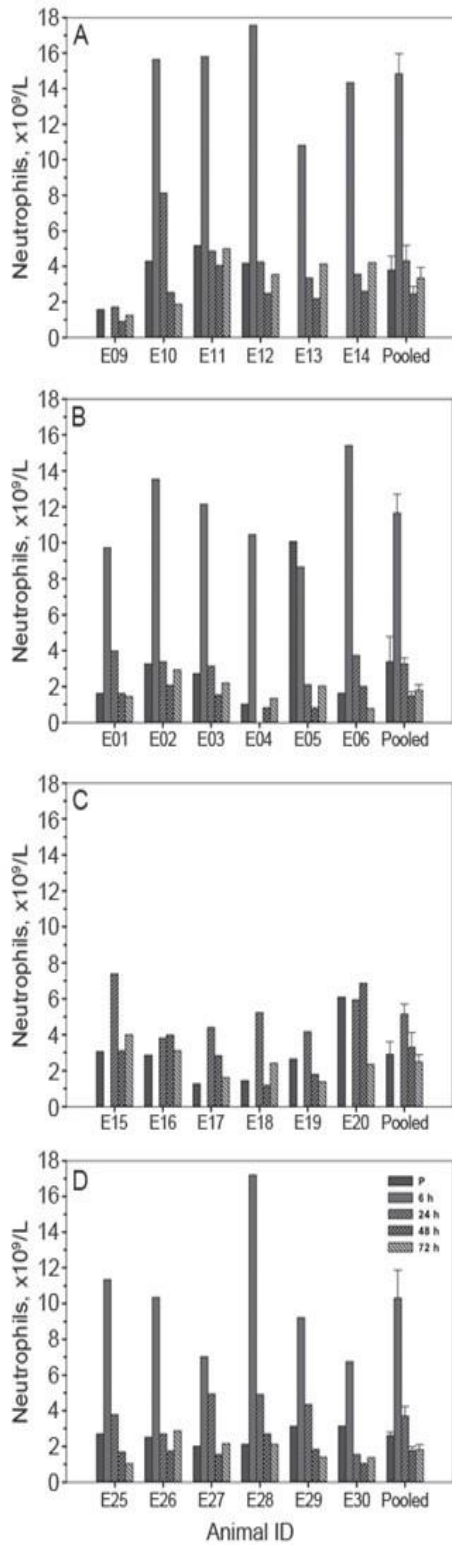 A
Neutrophils, x10⁹/L
18
16
14
12
10
8
6
4
2
0
E09 E10 E11 E12 E13 E14 Pooled
B
Neutrophils, x10⁹/L
18
16
14
12
10
8
6
4
2
0
E01 E02 E03 E04 E05 E06 Pooled
C
Neutrophils, x10⁹/L
18
16
14
12
10
8
6
4
2
0
E15 E16 E17 E18 E19 E20 Pooled
D
Neutrophils, x10⁹/L
18
16
14
12
10
8
6
4
2
0
P
6 h
24 h
48 h
72 h
E25 E26 E27 E28 E29 E30 Pooled
Animal ID